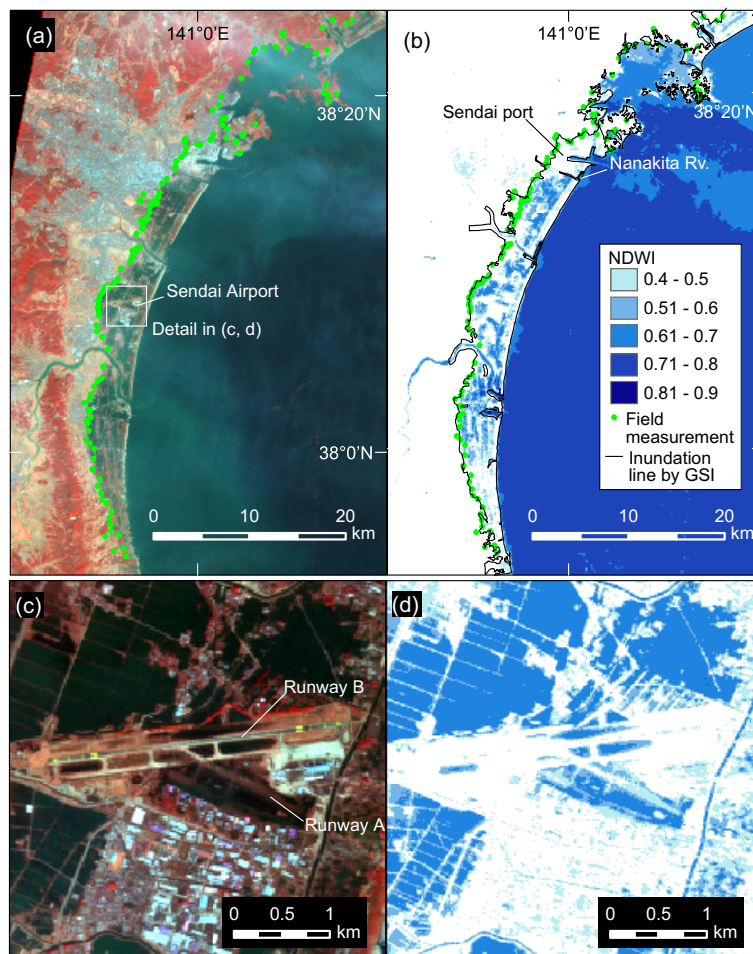 (a)
141°0'E
38°20'N
Sendai Airport
Detail in (c, d)
38°0'N
0 10 20
km
(b)
141°0'E
Sendai port
38°20'N
Nanakita Rv.
NDWI
0.4 - 0.5
0.51 - 0.6
0.61 - 0.7
0.71 - 0.8
0.81 - 0.9
Field
measurement
Inundation
line by GSI
38°0'N
0 10 20
km
(c)
Runway B
Runway A
0 0.5 1
km
(d)
0 0.5 1
km